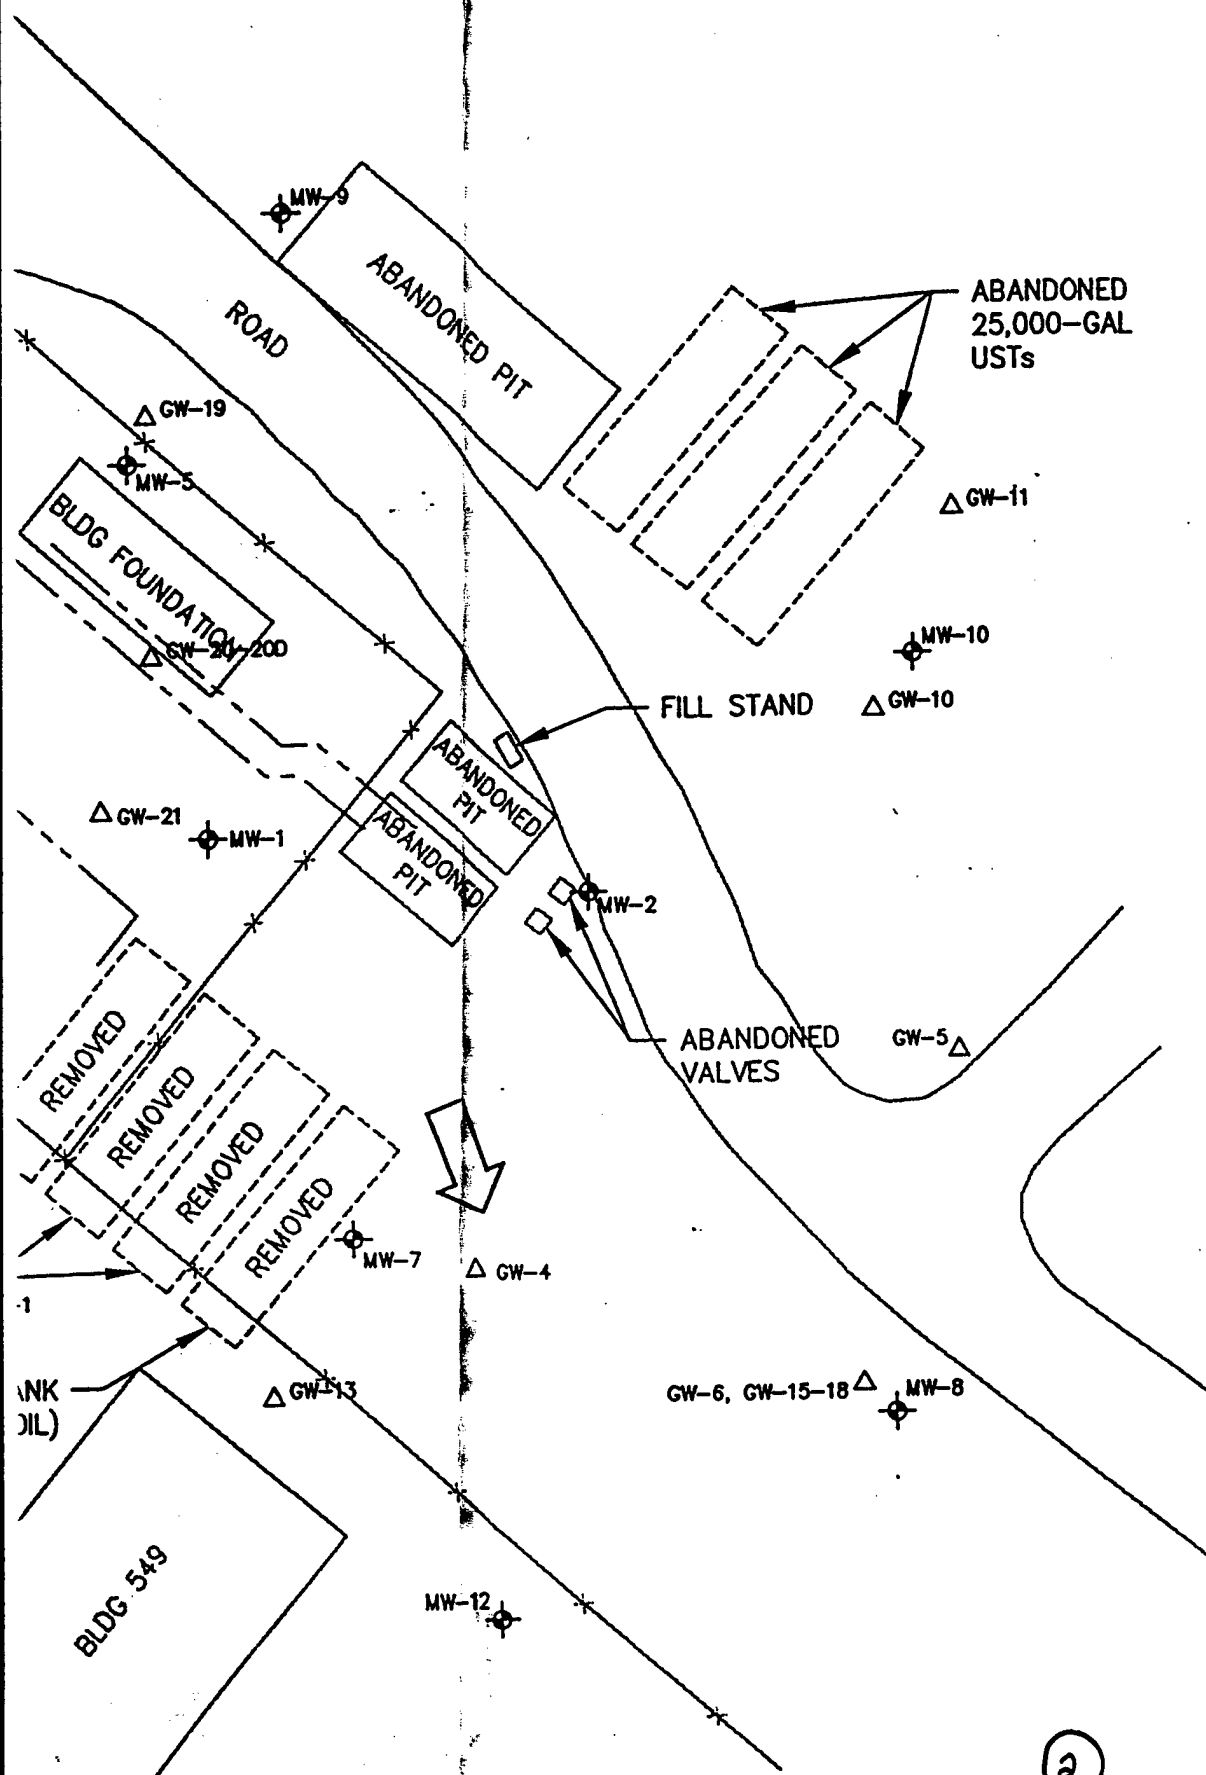 MW-9
ABANDONED PIT
ROAD
ABANDONED
25,000-GAL
USTs
GW-19
MW-5
BLDG FOUNDATION
GW-11
GW-20-20D
MW-10
FILL STAND
GW-10
ABANDONED
PIT
ABANDONED
PIT
GW-21
MW-1
MW-2
ABANDONED
VALVES
GW-5
REMOVED
REMOVED
REMOVED
REMOVED
MW-7
GW-4
-1
GW-13
GW-6, GW-15-18
MW-8
BLDG 549
MW-12
2